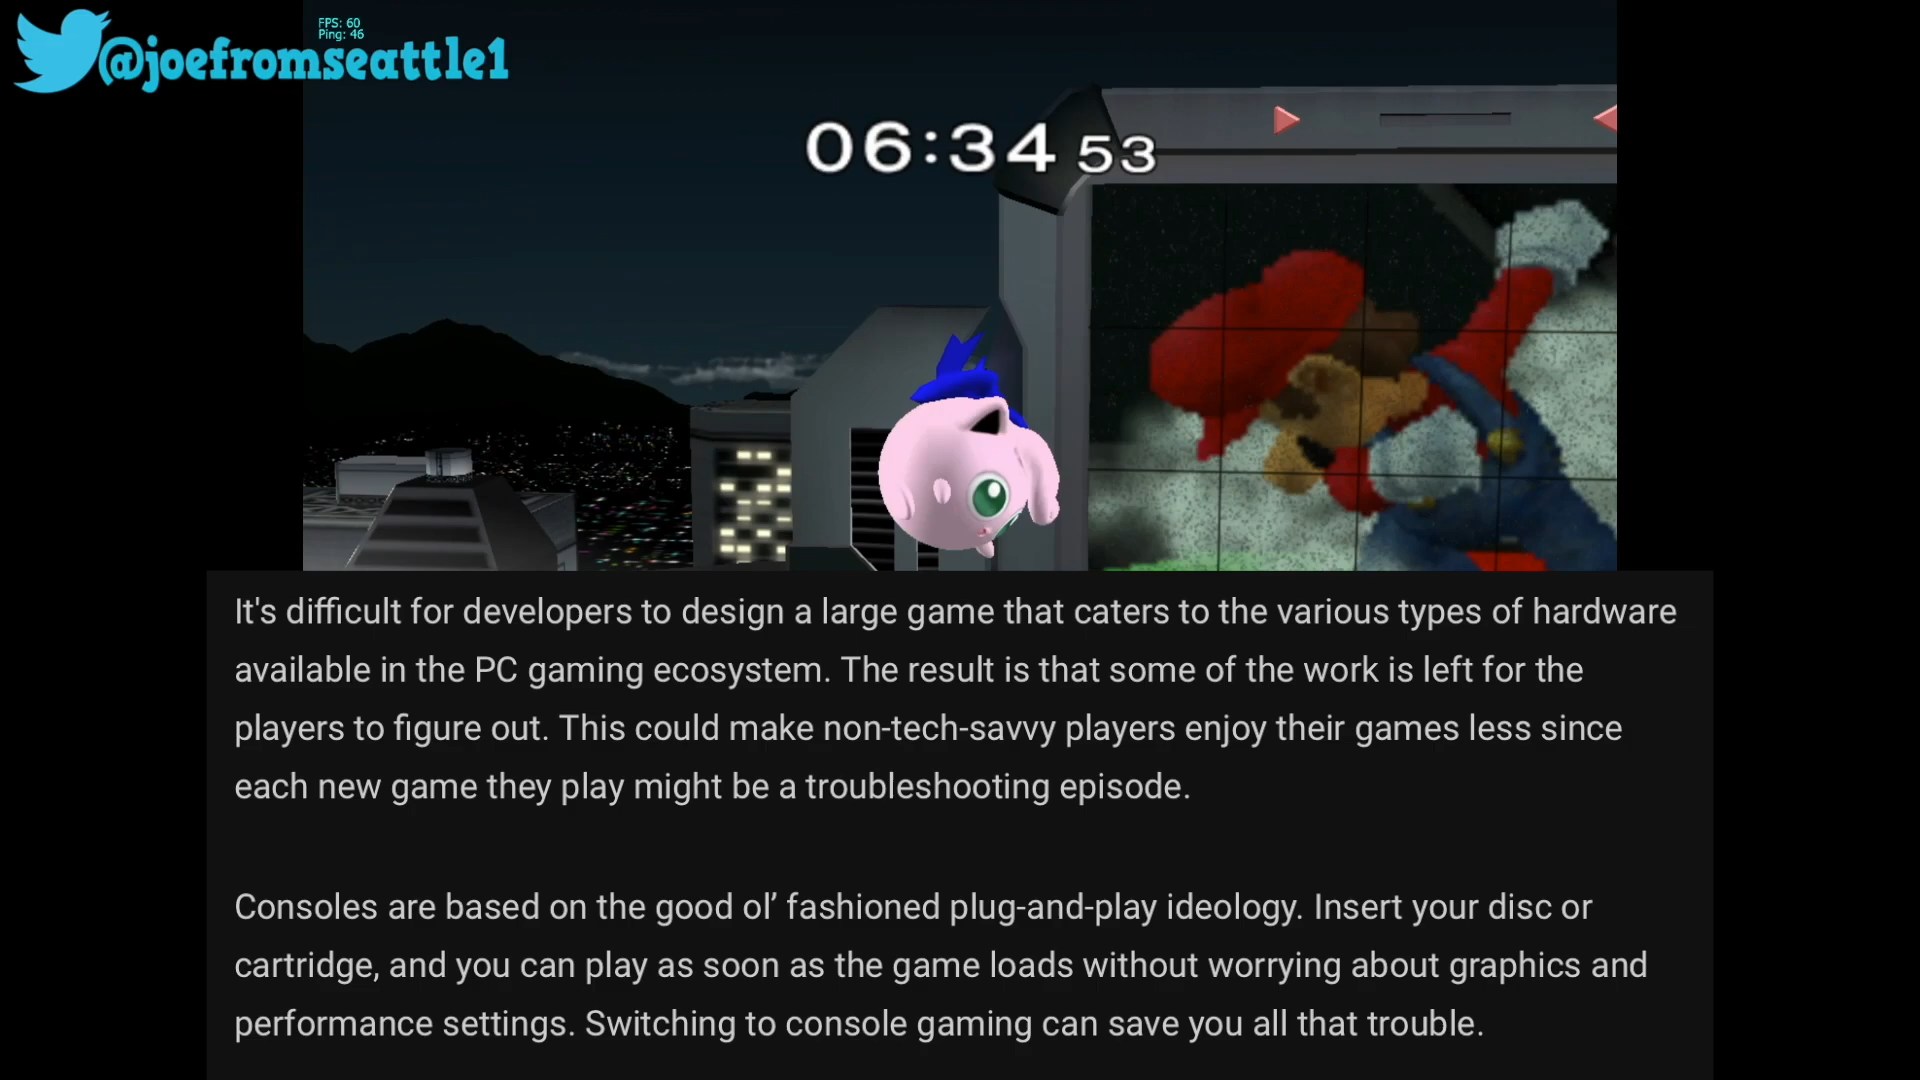 FPS: 60
Ping: 46
@joefromseattle1
06:34 53
It's difficult for developers to design a large game that caters to the various types of hardware
available in the PC gaming ecosystem. The result is that some of the work is left for the
players to figure out. This could make non-tech-savvy players enjoy their games less since
each new game they play might be a troubleshooting episode.
Consoles are based on the good ol’ fashioned plug-and-play ideology. Insert your disc or
cartridge, and you can play as soon as the game loads without worrying about graphics and
performance settings. Switching to console gaming can save you all that trouble.